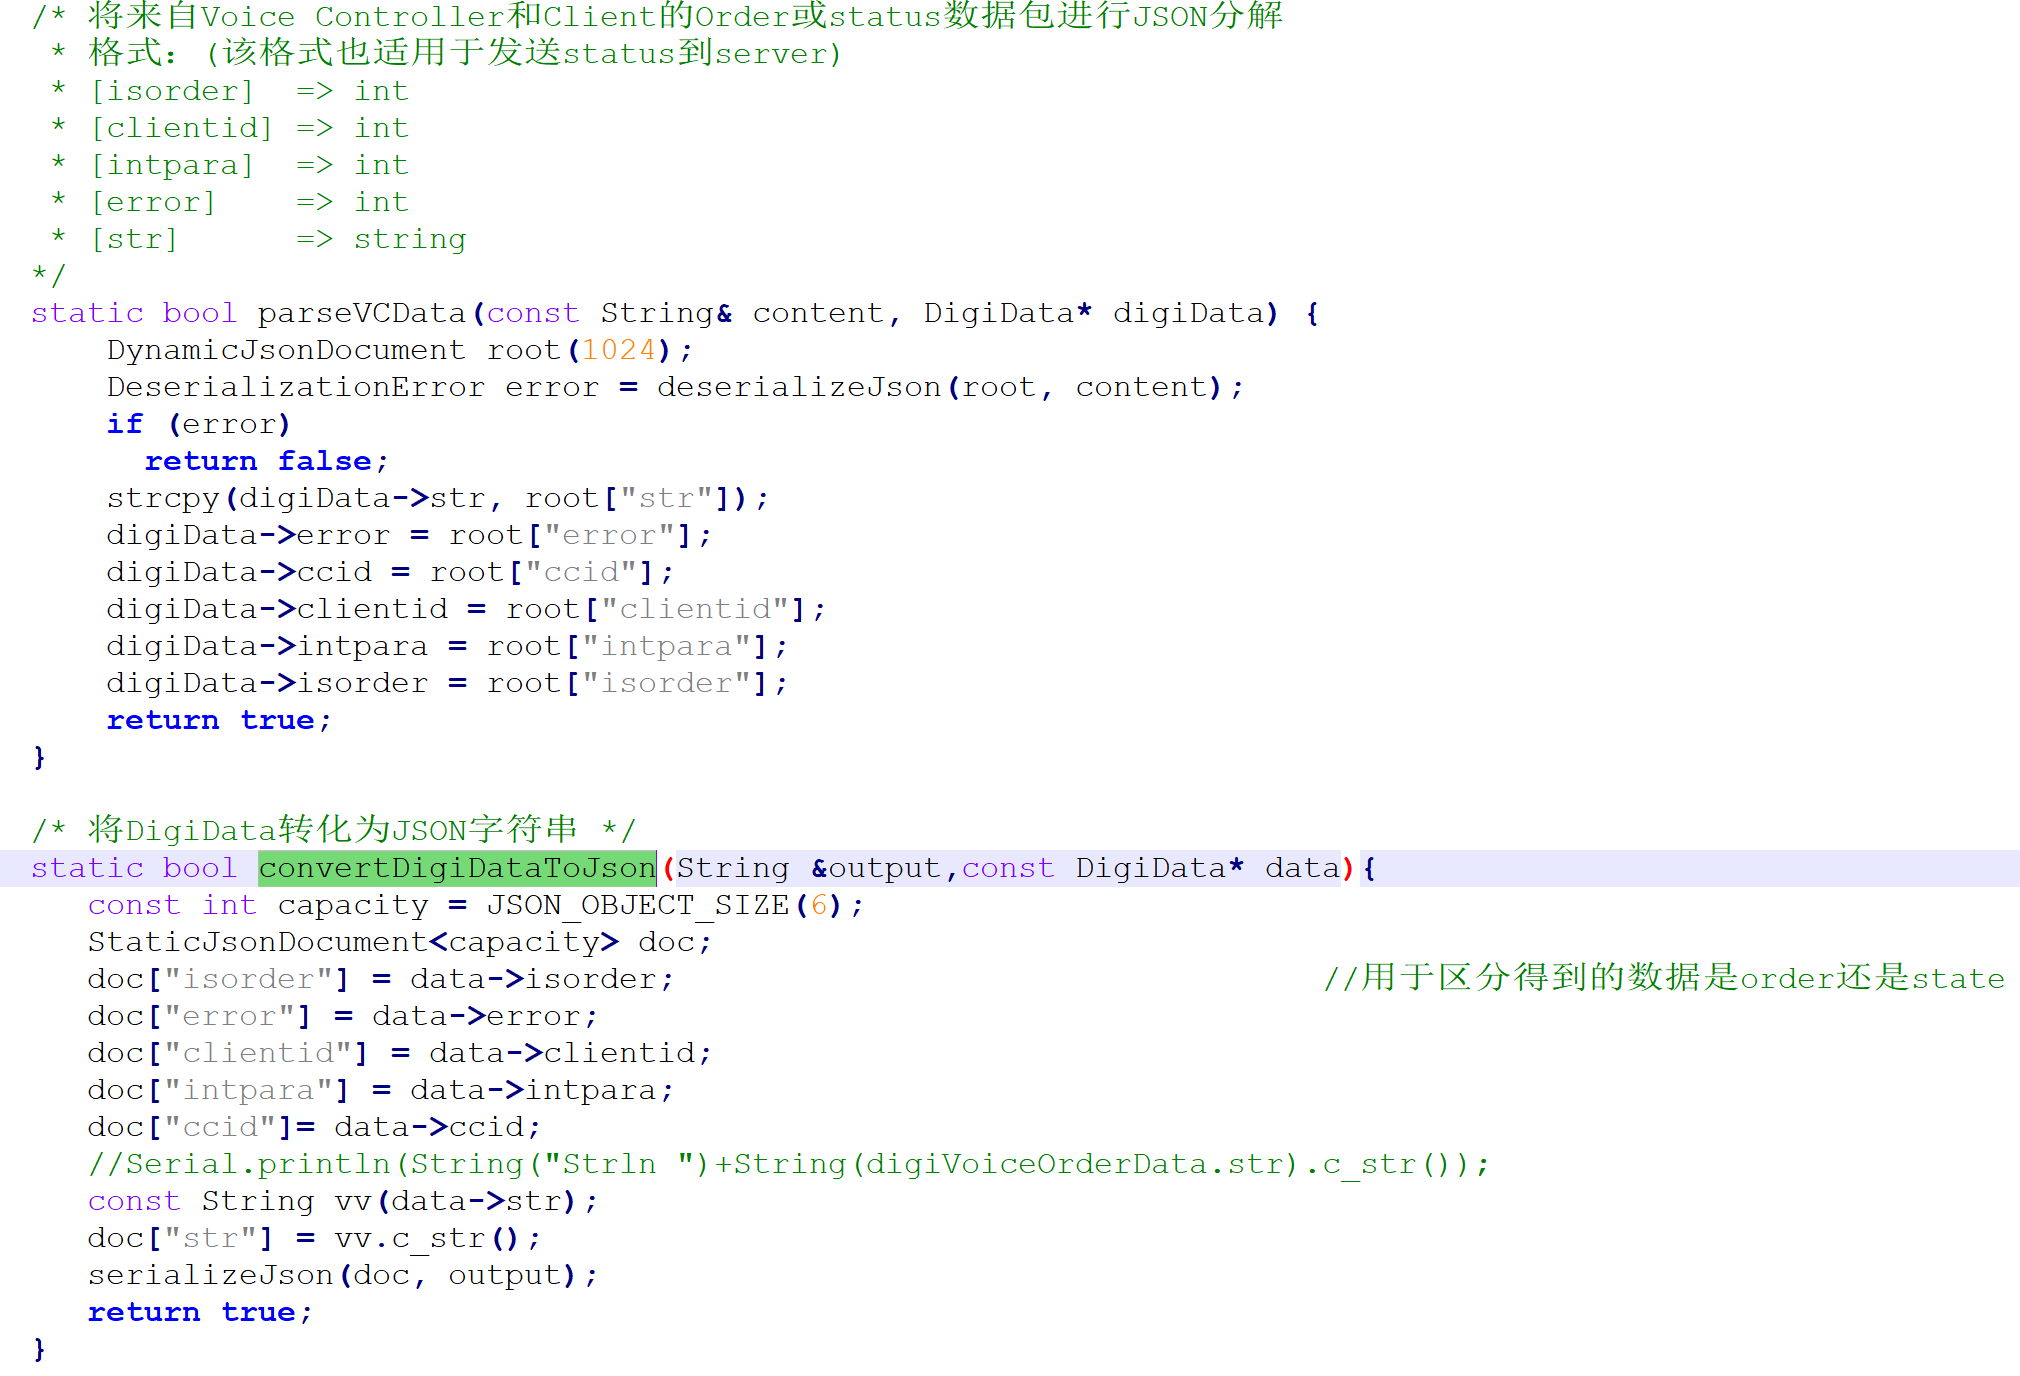 /* 将来自Voice Controller和Client的Order或status数据包进行JSON分解
 * 格式：(该格式也适用于发送status到server)
 * [isorder]  => int
 * [clientid] => int
 * [intpara]  => int
 * [error]    => int
 * [str]      => string
*/
static bool parseVCData(const String& content, DigiData* digiData) {
    DynamicJsonDocument root(1024);
    DeserializationError error = deserializeJson(root, content);
    if (error)
      return false;
    strcpy(digiData->str, root["str"]);
    digiData->error = root["error"];
    digiData->ccid = root["ccid"];
    digiData->clientid = root["clientid"];
    digiData->intpara = root["intpara"];
    digiData->isorder = root["isorder"];
    return true;
}
/* 将DigiData转化为JSON字符串 */
static bool convertDigiDataToJson(String &output,const DigiData* data){
   const int capacity = JSON_OBJECT_SIZE(6);
   StaticJsonDocument<capacity> doc;
   doc["isorder"] = data->isorder;                                  //用于区分得到的数据是order还是state
   doc["error"] = data->error;
   doc["clientid"] = data->clientid;
   doc["intpara"] = data->intpara;
   doc["ccid"]= data->ccid;
   //Serial.println(String("Strln ")+String(digiVoiceOrderData.str).c_str());
   const String vv(data->str);
   doc["str"] = vv.c_str();
   serializeJson(doc, output);
   return true;
}